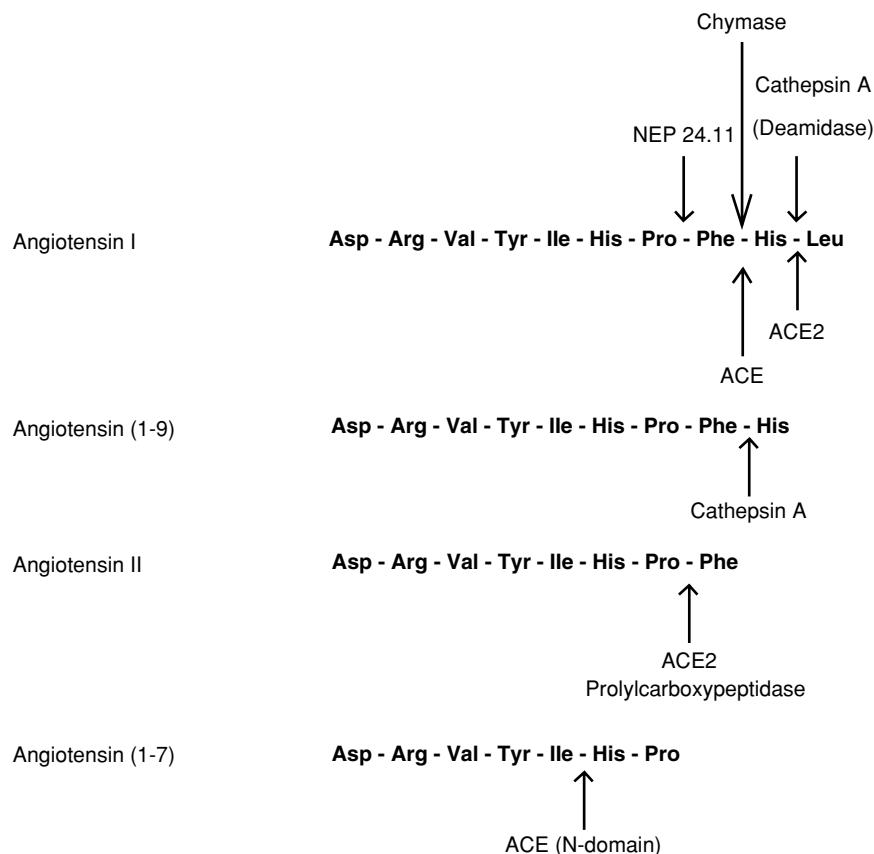 Chymase
Cathepsin A
(Deamidase)
NEP 24.11
Angiotensin I
Asp - Arg - Val - Tyr - Ile - His - Pro - Phe - His - Leu
ACE2
ACE
Angiotensin (1-9)
Asp - Arg - Val - Tyr - Ile - His - Pro - Phe - His
Cathepsin A
Angiotensin II
Asp - Arg - Val - Tyr - Ile - His - Pro - Phe
ACE2
Prolylcarboxypeptidase
Angiotensin (1-7)
Asp - Arg - Val - Tyr - Ile - His - Pro
ACE (N-domain)